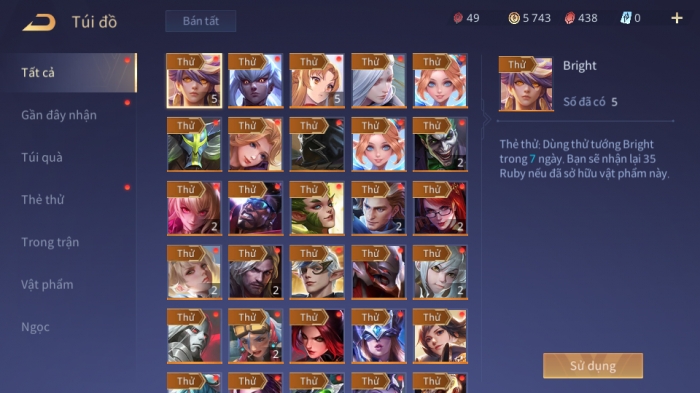 Túi đồ
Bán tất
49
5 743
438
0
Tất cả
Gần đây nhận
Túi quà
Thẻ thử
Trong trận
Vật phẩm
Ngọc
Thử Thử Thử Thử Thử
5 5
Thử Thử Thử Thử Thử
2
Thử Thử Thử Thử Thử
2 2 2 2
Thử Thử Thử Thử Thử
2 2 2
Thử Thử Thử Thử Thử
2
Thử Thử Thử Thử Thử
Thử
Bright
Số đã có 5
Thẻ thử: Dùng thử tướng Bright
trong 7 ngày. Bạn sẽ nhận lại 35
Ruby nếu đã sở hữu vật phẩm này.
Sử dụng